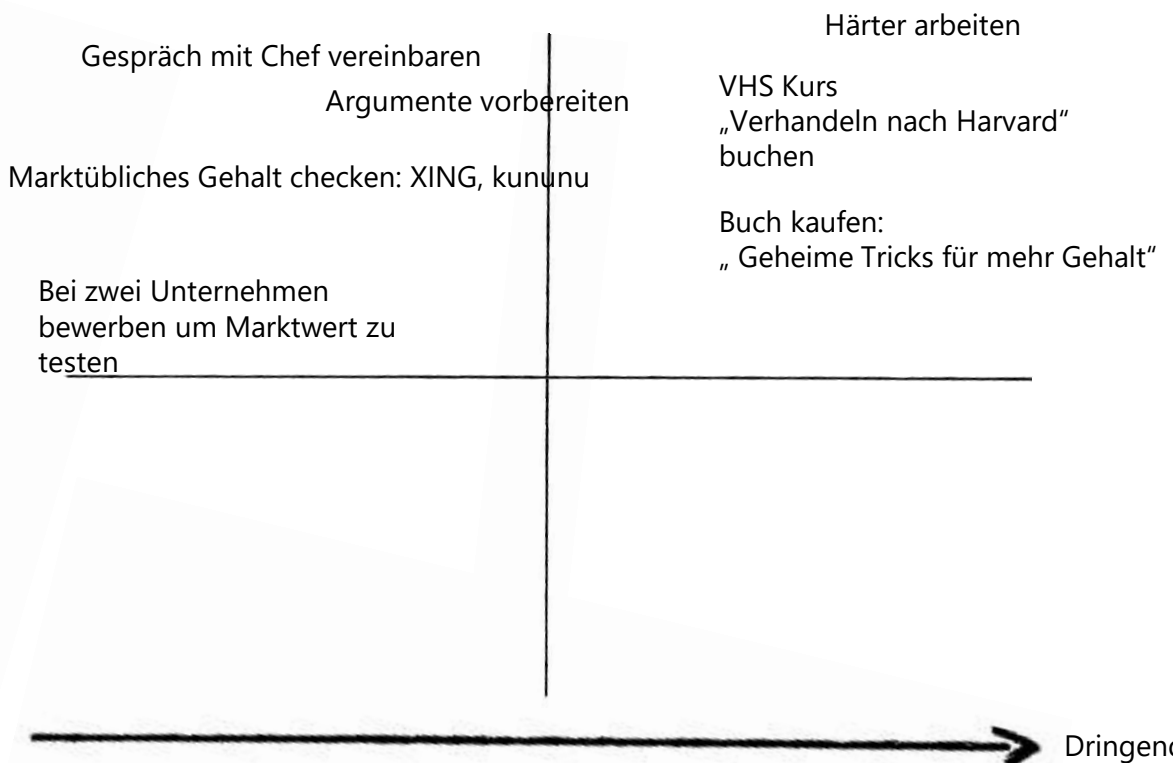 Härter arbeiten
Gespräch mit Chef vereinbaren
Argumente vorbereiten
VHS Kurs
„Verhandeln nach Harvard“
buchen
Marktübliches Gehalt checken: XING, kununu
Buch kaufen:
„ Geheime Tricks für mehr Gehalt“
Bei zwei Unternehmen
bewerben um Marktwert zu
testen
Dringend